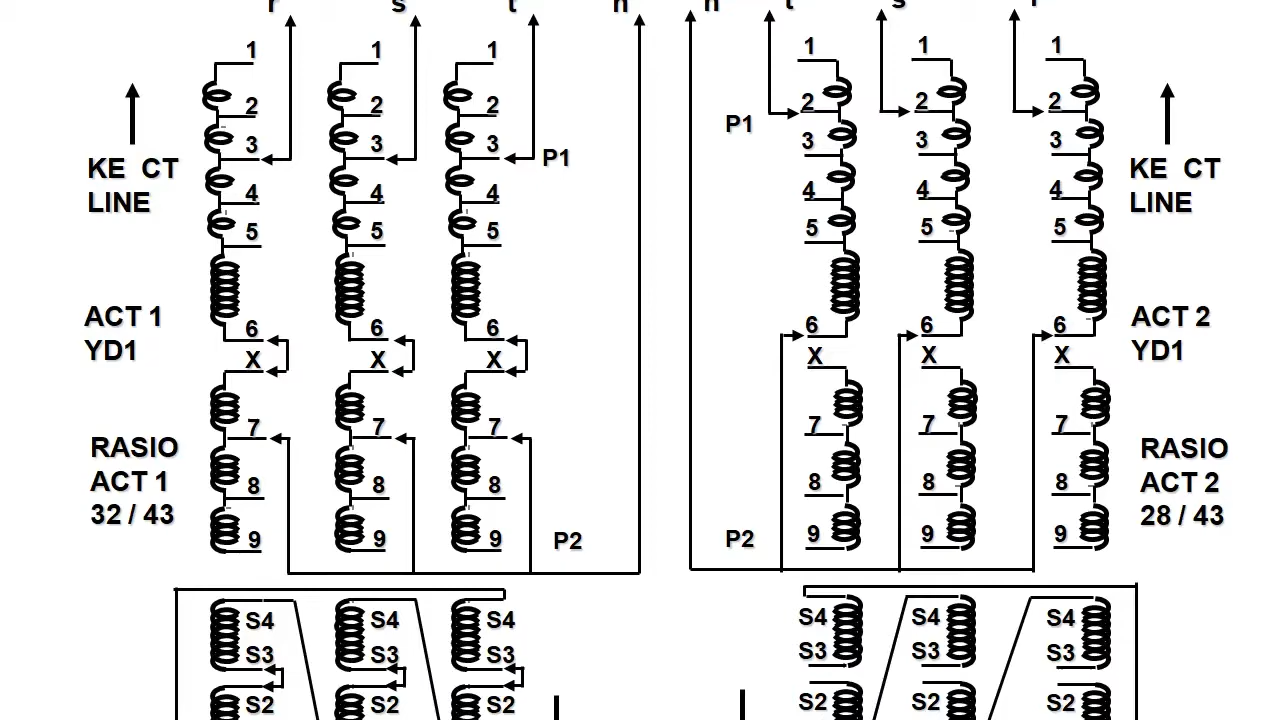 r s t n n t s r
1 1 1 1 1 1
2 2 2 2 2 2
P1
3 3 3 P1 3 3 3
KE CT
LINE
KE CT
LINE
4 4 4 4 4 4
5 5 5 5 5 5
ACT 1
YD1
ACT 2
YD1
6 6 6 6 6 6
X X X X X X
7 7 7 7 7 7
RASIO
ACT 1
32 / 43
RASIO
ACT 2
28 / 43
8 8 8 8 8 8
9 9 9 P2 P2 9 9 9
S4 S4 S4 S4 S4 S4
S3 S3 S3 S3 S3 S3
S2 S2 S2 S2 S2 S2